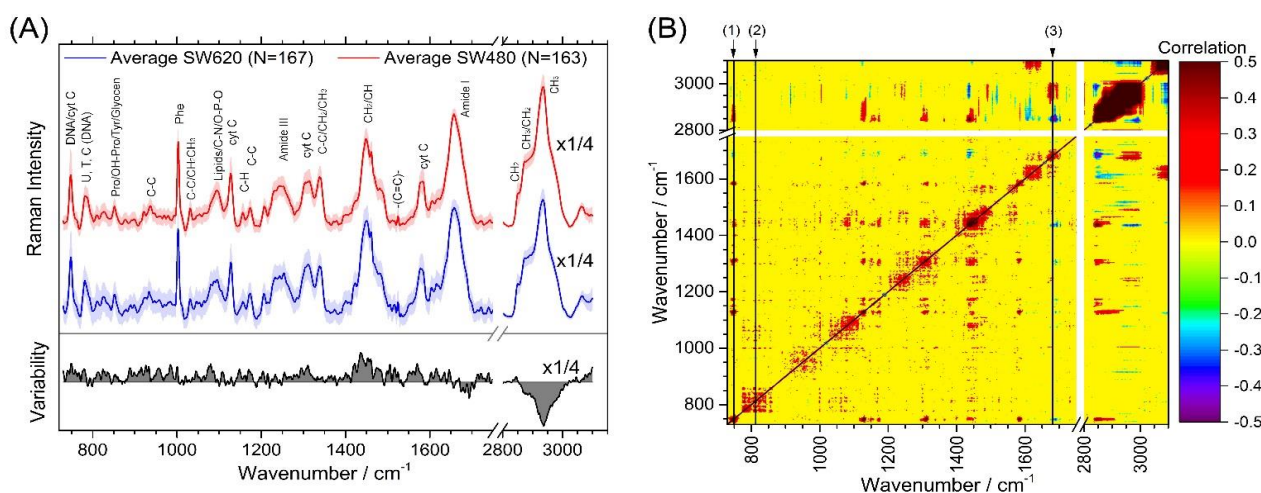 (A)
Average SW620 (N=167)
Average SW480 (N=163)
DNA/cyt C
U, T, C (DNA)
Pro/OH-Pro/Tyr/Glyocen
C-C
Phe
C-C/CH-CH₃
Lipids/C-N/O-P-O
cyt C
C-H
C-C
Amide III
cyt C
C-C/CH₂/CH₃
CH₂/CH
-(C=C)-
cyt C
Amide I
CH₂
CH₃/CH₂
CH₃
x1/4
x1/4
x1/4
Raman Intensity
Variability
800
1000
1200
1400
1600
2800
3000
Wavenumber / cm⁻¹
(B)
(1)
(2)
(3)
Correlation
3000
2800
1600
1400
1200
1000
800
Wavenumber / cm⁻¹
800
1000
1200
1400
1600
2800
3000
Wavenumber / cm⁻¹
0.5
0.4
0.3
0.2
0.1
0.0
-0.1
-0.2
-0.3
-0.4
-0.5